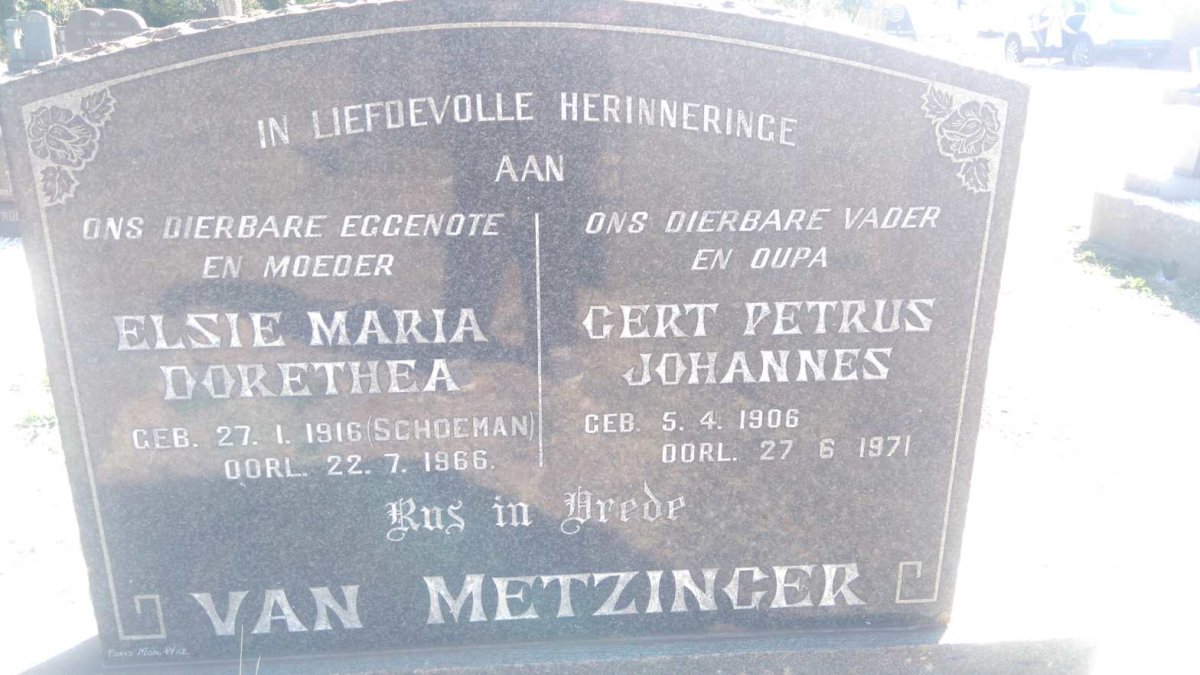 IN LIEFDEVOLLE HERINNERINGE
AAN
ONS DIERBARE EGGENOTE
EN MOEDER
ELSIE MARIA
DORETHEA
GEB. 27. 1. 1916 (SCHOEMAN)
OORL. 22. 7. 1966.
ONS DIERBARE VADER
EN OUPA
GERT PETRUS
JOHANNES
GEB. 5. 4. 1906
OORL. 27 6 1971
Rus in Vrede
VAN METZINGER